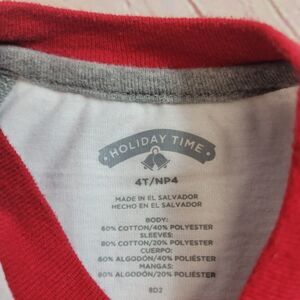 HOLIDAY TIME
4T/NP4
MADE IN EL SALVADOR
HECHO EN EL SALVADOR
BODY:
60% COTTON/40% POLYESTER
SLEEVES:
80% COTTON/20% POLYESTER
CUERPO:
60% ALGODÓN/40% POLIÉSTER
MANGAS:
80% ALGODÓN/20% POLIÉSTER
8D2